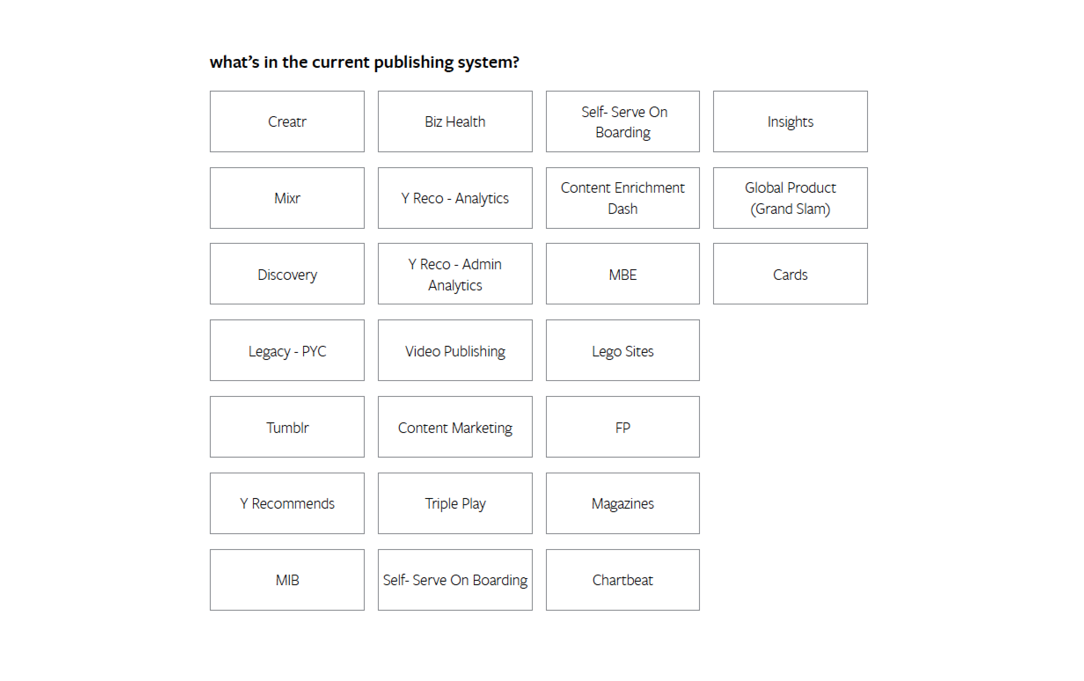 what’s in the current publishing system?
Creatr
Biz Health
Self- Serve On
Boarding
Insights
Mixr
Y Reco - Analytics
Content Enrichment
Dash
Global Product
(Grand Slam)
Discovery
Y Reco - Admin
Analytics
MBE
Cards
Legacy - PYC
Video Publishing
Lego Sites
Tumblr
Content Marketing
FP
Y Recommends
Triple Play
Magazines
MIB
Self- Serve On Boarding
Chartbeat